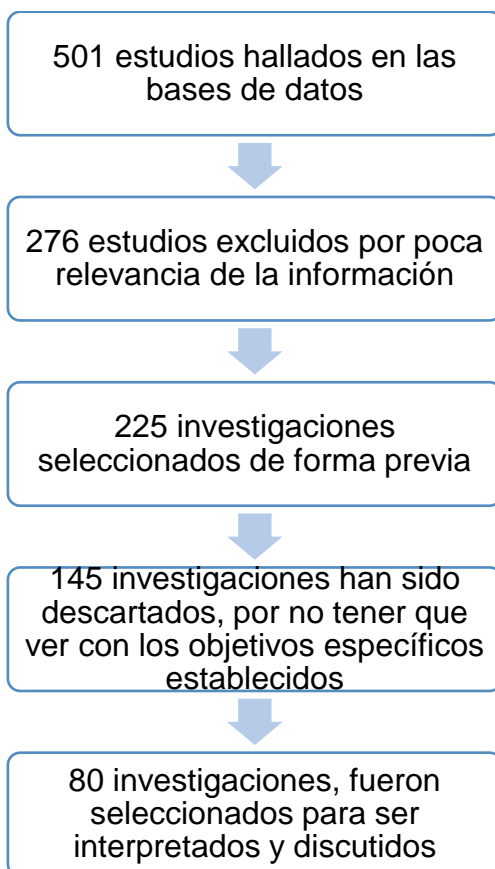 501 estudios hallados en las
bases de datos
276 estudios excluidos por poca
relevancia de la información
225 investigaciones
seleccionados de forma previa
145 investigaciones han sido
descartados, por no tener que
ver con los objetivos específicos
establecidos
80 investigaciones, fueron
seleccionados para ser
interpretados y discutidos